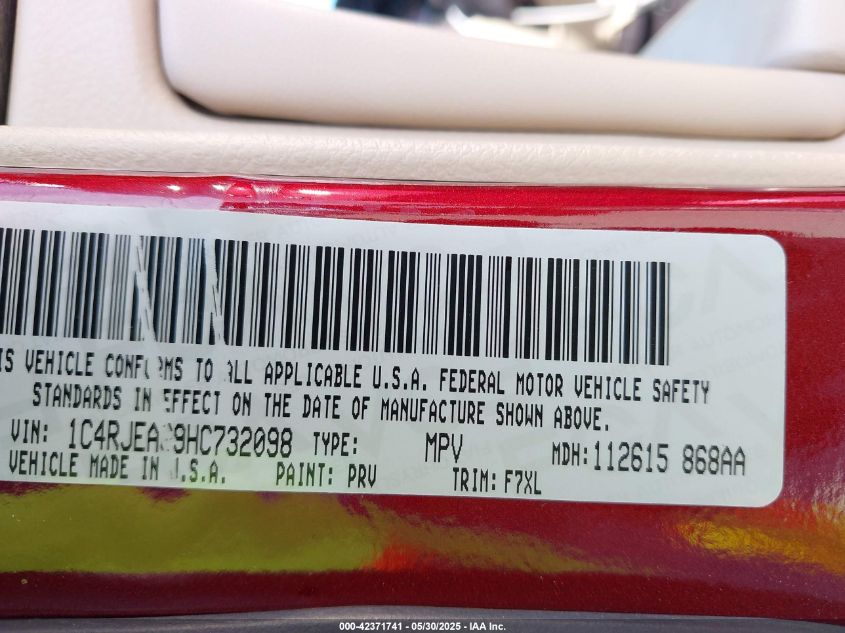 IS VEHICLE CONFORMS TO ALL APPLICABLE U.S.A. FEDERAL MOTOR VEHICLE SAFETY
STANDARDS IN EFFECT ON THE DATE OF MANUFACTURE SHOWN ABOVE.
VIN: 1C4RJEAG9HC732098 TYPE: MPV MDH: 112615 868AA
VEHICLE MADE IN U.S.A. PAINT: PRV TRIM: F7XL
000-42371741 - 05/30/2025 - IAA Inc.